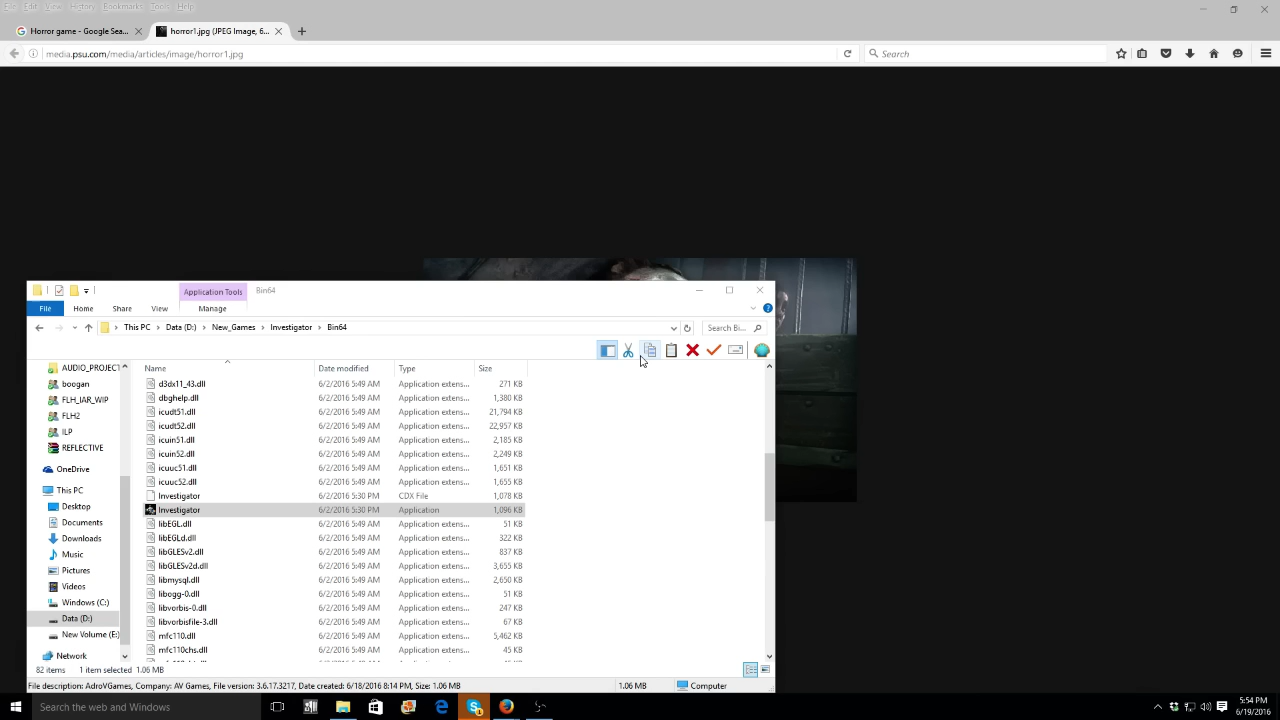 File Edit View History Bookmarks Tools Help
Horror game - Google Sea...
horror1.jpg (JPEG Image, 6...
media.psu.com/media/articles/image/horror1.jpg
Search
Application Tools
Bin64
File Home Share View Manage
This PC Data (D:) New_Games Investigator Bin64
Search Bi...
Name Date modified Type Size
AUDIO_PROJECT
boogan
FLH_IAR_WIP
FLH2
ILP
REFLECTIVE
OneDrive
This PC
Desktop
Documents
Downloads
Music
Pictures
Videos
Windows (C:)
Data (D:)
New Volume (E:)
Network
d3dx11_43.dll 6/2/2016 5:49 AM Application extens... 271 KB
dbghelp.dll 6/2/2016 5:49 AM Application extens... 1,380 KB
icudt51.dll 6/2/2016 5:49 AM Application extens... 21,794 KB
icudt52.dll 6/2/2016 5:49 AM Application extens... 22,957 KB
icuin51.dll 6/2/2016 5:49 AM Application extens... 2,185 KB
icuin52.dll 6/2/2016 5:49 AM Application extens... 2,249 KB
icuuc51.dll 6/2/2016 5:49 AM Application extens... 1,651 KB
icuuc52.dll 6/2/2016 5:49 AM Application extens... 1,655 KB
Investigator 6/2/2016 5:30 PM CDX File 1,078 KB
Investigator 6/2/2016 5:30 PM Application 1,096 KB
libEGL.dll 6/2/2016 5:49 AM Application extens... 51 KB
libEGLd.dll 6/2/2016 5:49 AM Application extens... 322 KB
libGLESv2.dll 6/2/2016 5:49 AM Application extens... 837 KB
libGLESv2d.dll 6/2/2016 5:49 AM Application extens... 3,655 KB
libmysql.dll 6/2/2016 5:49 AM Application extens... 2,650 KB
libogg-0.dll 6/2/2016 5:49 AM Application extens... 51 KB
libvorbis-0.dll 6/2/2016 5:49 AM Application extens... 247 KB
libvorbisfile-3.dll 6/2/2016 5:49 AM Application extens... 67 KB
mfc110.dll 6/2/2016 5:49 AM Application extens... 5,462 KB
mfc110chs.dll 6/2/2016 5:49 AM Application extens... 45 KB
82 items 1 item selected 1.06 MB
File description: AdroVGames, Company: AV Games, File version: 3.6.17.3217, Date created: 6/18/2016 8:14 PM, Size: 1.06 MB 1.06 MB Computer
Search the web and Windows
5:54 PM
6/19/2016